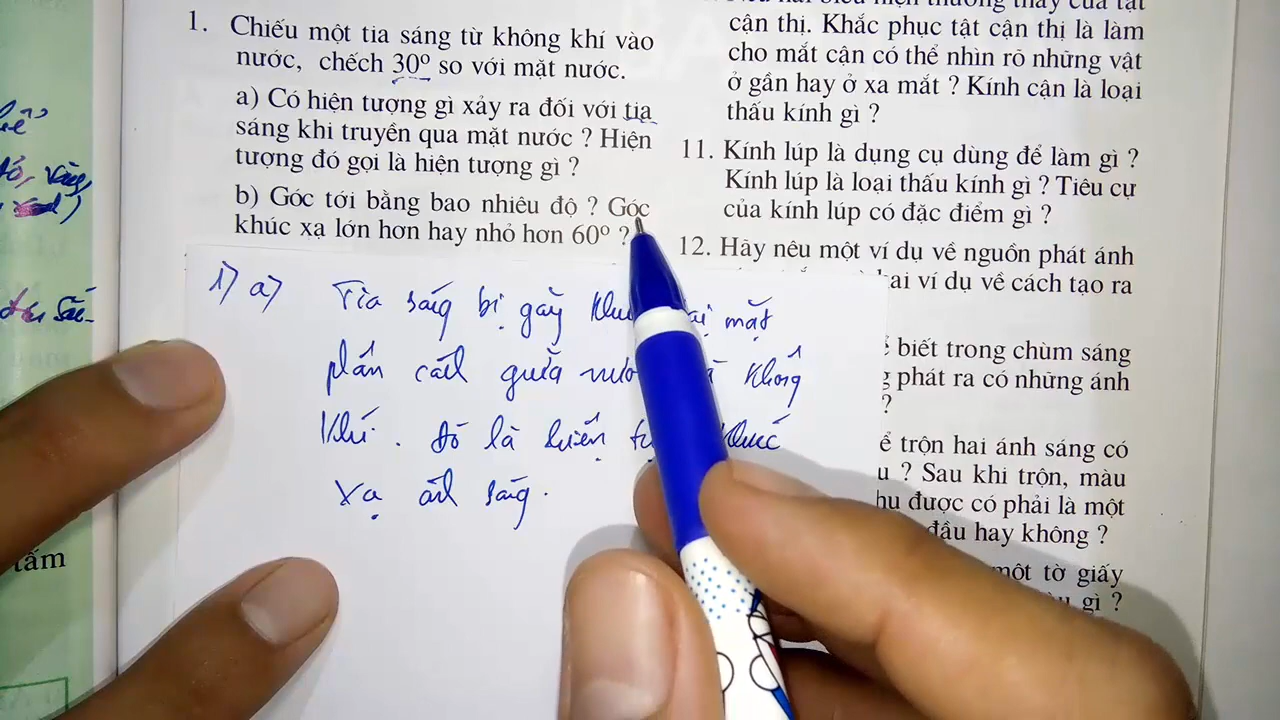 1. Chiếu một tia sáng từ không khí vào
nước, chếch 30° so với mặt nước.
a) Có hiện tượng gì xảy ra đối với tia
sáng khi truyền qua mặt nước ? Hiện
tượng đó gọi là hiện tượng gì ?
b) Góc tới bằng bao nhiêu độ ? Góc
khúc xạ lớn hơn hay nhỏ hơn 60° ?
1) a) Tia sáng bị gãy tại mặt
phân cách giữa không
khí. Đó là hiện khúc
xạ ánh sáng.
cận thị. Khắc phục tật cận thị là làm
cho mắt cận có thể nhìn rõ những vật
ở gần hay ở xa mắt ? Kính cận là loại
thấu kính gì ?
11. Kính lúp là dụng cụ dùng để làm gì ?
Kính lúp là loại thấu kính gì ? Tiêu cự
của kính lúp có đặc điểm gì ?
12. Hãy nêu một ví dụ về nguồn phát ánh
hai ví dụ về cách tạo ra
biết trong chùm sáng
phát ra có những ánh
?
trộn hai ánh sáng có
? Sau khi trộn, màu
được có phải là một
đầu hay không ?
một tờ giấy
gì ?
tấm